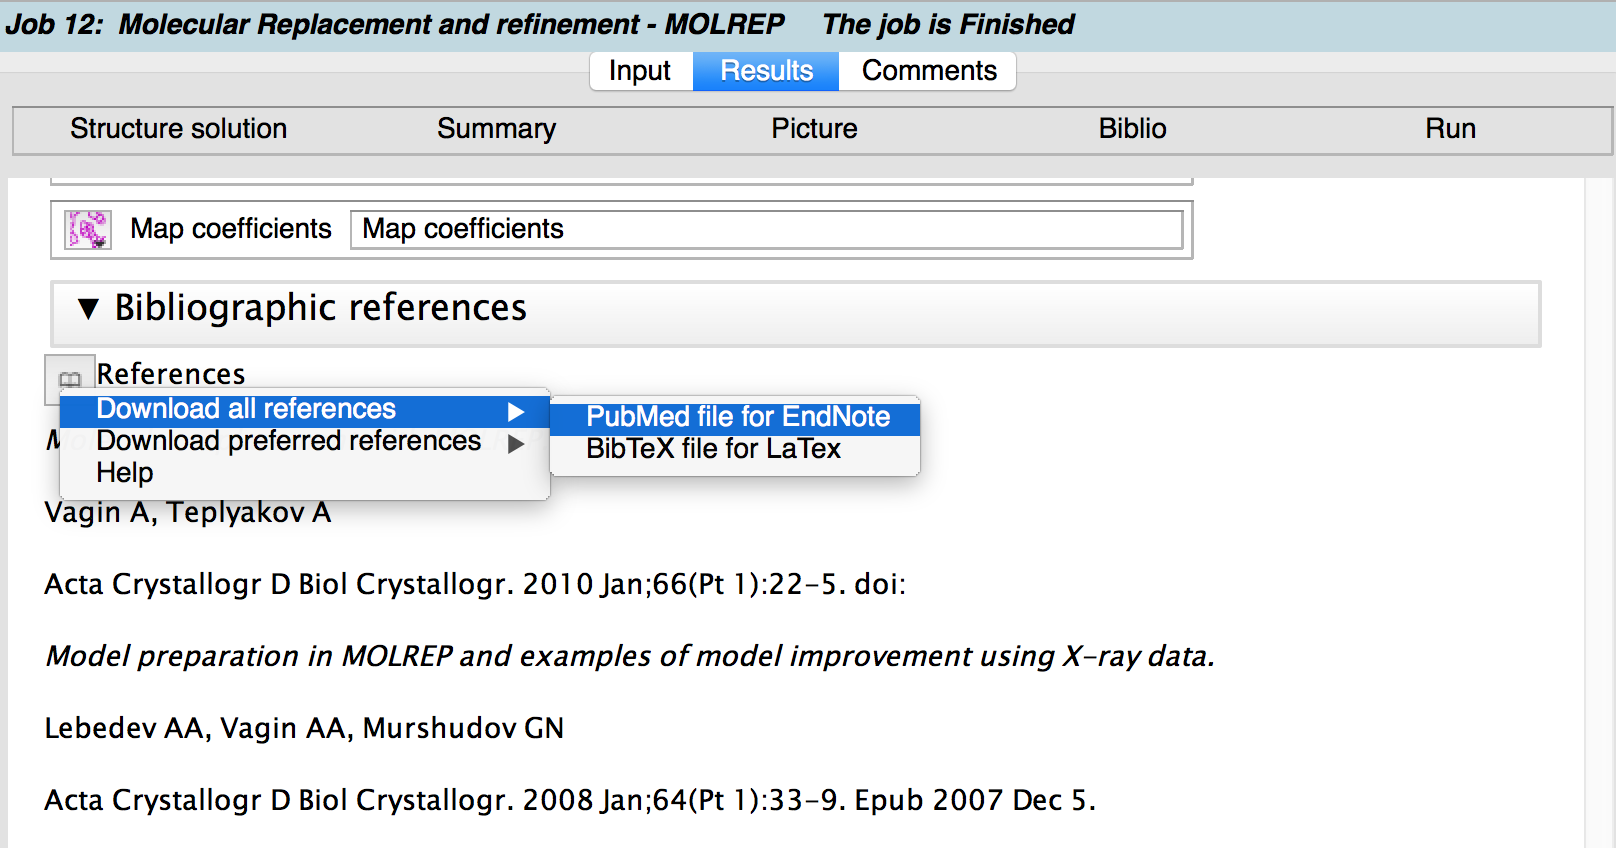 Job 12: Molecular Replacement and refinement - MOLREP The job is Finished
Input Results Comments
Structure solution Summary Picture Biblio Run
Map coefficients Map coefficients
▼ Bibliographic references
References
Download all references ▶ PubMed file for EndNote
Download preferred references ▶ BibTeX file for LaTex
Help
Vagin A, Teplyakov A
Acta Crystallogr D Biol Crystallogr. 2010 Jan;66(Pt 1):22-5. doi:
Model preparation in MOLREP and examples of model improvement using X-ray data.
Lebedev AA, Vagin AA, Murshudov GN
Acta Crystallogr D Biol Crystallogr. 2008 Jan;64(Pt 1):33-9. Epub 2007 Dec 5.